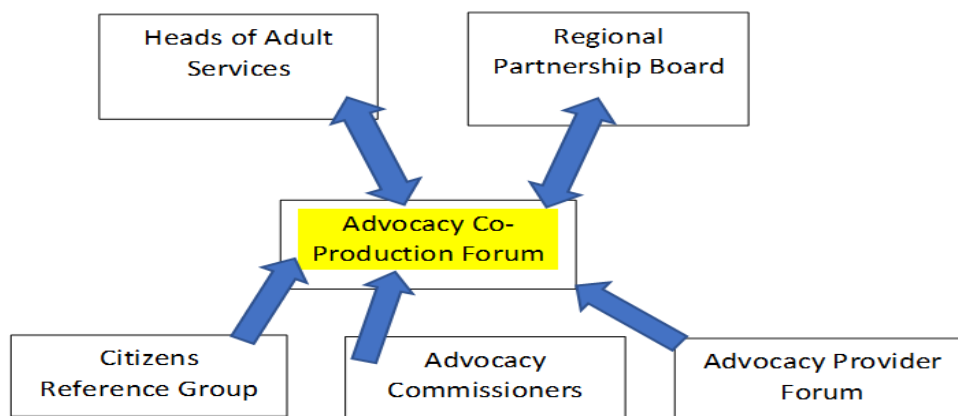 Heads of Adult
Services
Regional
Partnership Board
Advocacy Co-
Production Forum
Citizens
Reference Group
Advocacy
Commissioners
Advocacy Provider
Forum